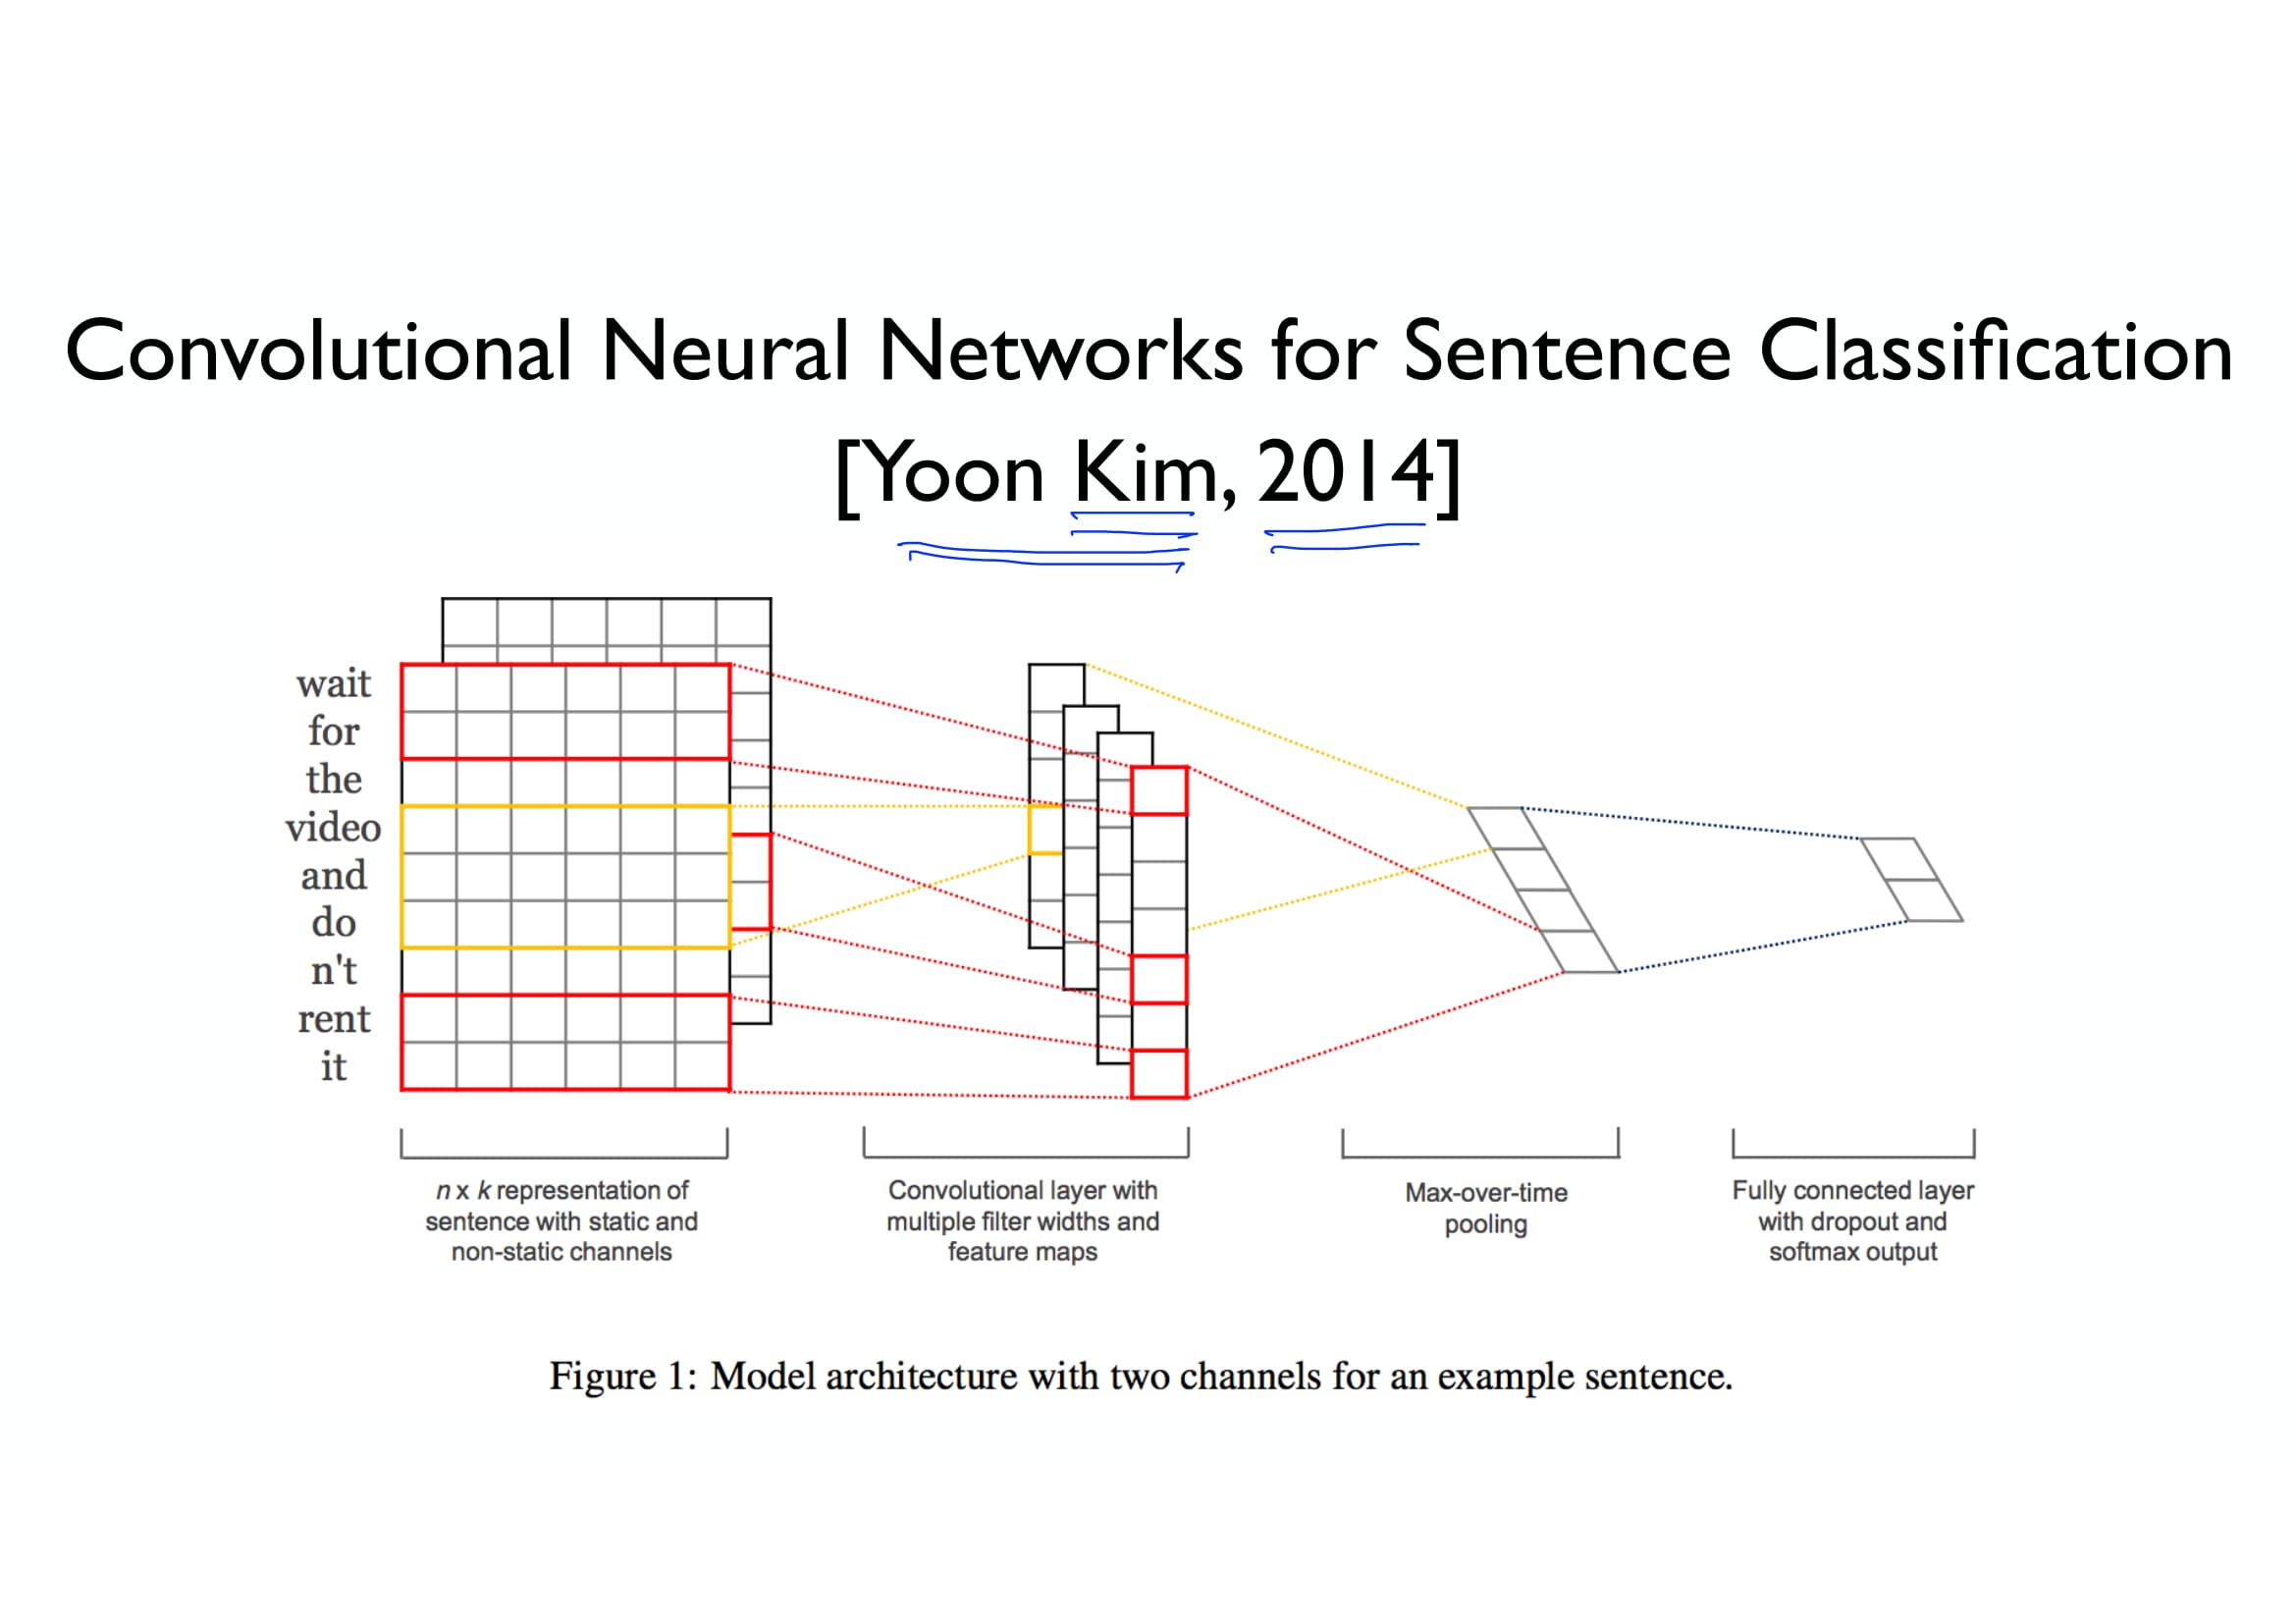 Convolutional Neural Networks for Sentence Classification
[Yoon Kim, 2014]
wait
for
the
video
and
do
n't
rent
it
n x k representation of
sentence with static and
non-static channels
Convolutional layer with
multiple filter widths and
feature maps
Max-over-time
pooling
Fully connected layer
with dropout and
softmax output
Figure 1: Model architecture with two channels for an example sentence.